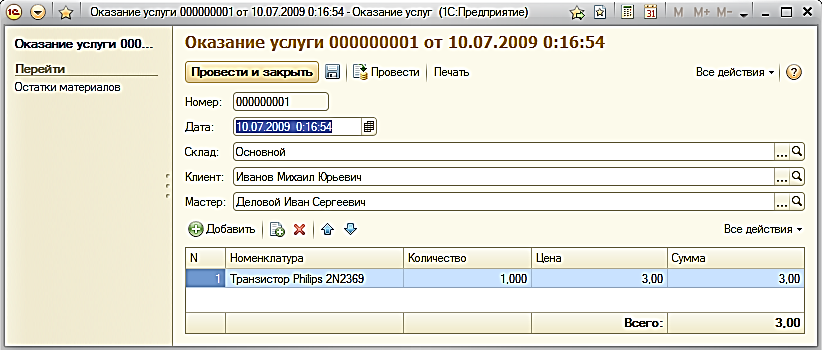 Оказание услуги 000000001 от 10.07.2009 0:16:54 - Оказание услуг (1С:Предприятие)
M M+ M-
Оказание услуги 000...
Перейти
Остатки материалов
Оказание услуги 000000001 от 10.07.2009 0:16:54
Провести и закрыть Провести Печать Все действия
Номер: 000000001
Дата: 10.07.2009 0:16:54
Склад: Основной ...
Клиент: Иванов Михаил Юрьевич ...
Мастер: Деловой Иван Сергеевич ...
Добавить Все действия
N Номенклатура Количество Цена Сумма
1 Транзистор Philips 2N2369 1,000 3,00 3,00
Всего: 3,00